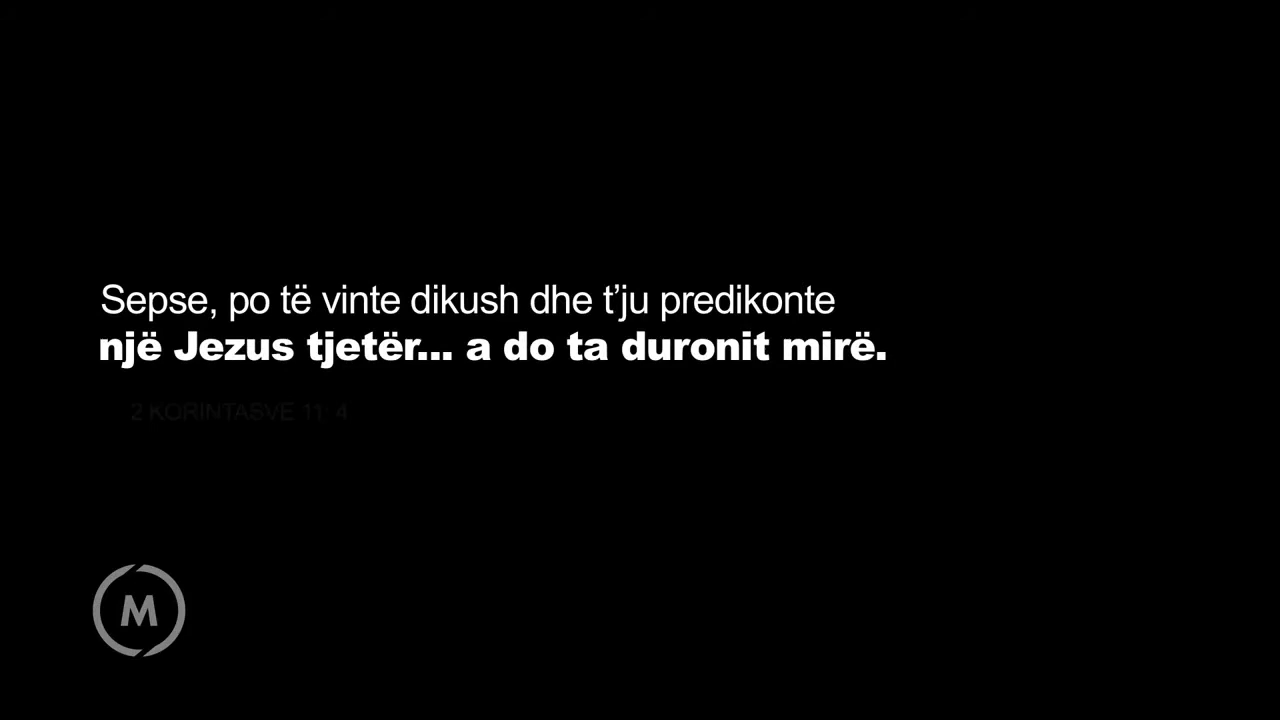 Sepse, po të vinte dikush dhe t’ju predikonte
një Jezus tjetër... a do ta duronit mirë.
2 KORINTASVE 11: 4
M